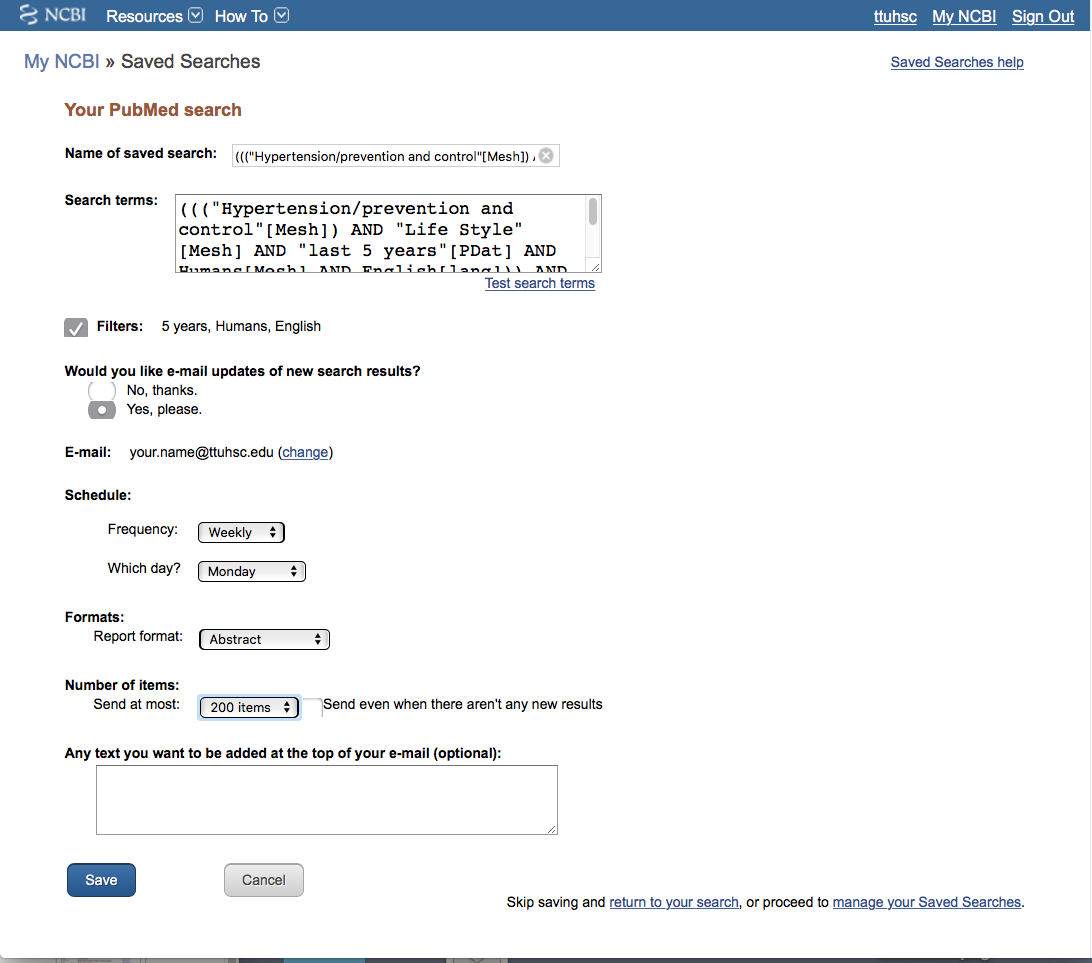 NCBI Resources How To ttuhsc My NCBI Sign Out
My NCBI » Saved Searches Saved Searches help
Your PubMed search
Name of saved search: ((("Hypertension/prevention and control"[Mesh])
Search terms: ((("Hypertension/prevention and
control"[Mesh]) AND "Life Style"
[Mesh] AND "last 5 years"[PDat] AND
Humans[Mesh] AND English[lang])) AND
Test search terms
Filters: 5 years, Humans, English
Would you like e-mail updates of new search results?
No, thanks.
Yes, please.
E-mail: your.name@ttuhsc.edu (change)
Schedule:
Frequency: Weekly
Which day? Monday
Formats:
Report format: Abstract
Number of items:
Send at most: 200 items Send even when there aren't any new results
Any text you want to be added at the top of your e-mail (optional):
Save Cancel
Skip saving and return to your search, or proceed to manage your Saved Searches.